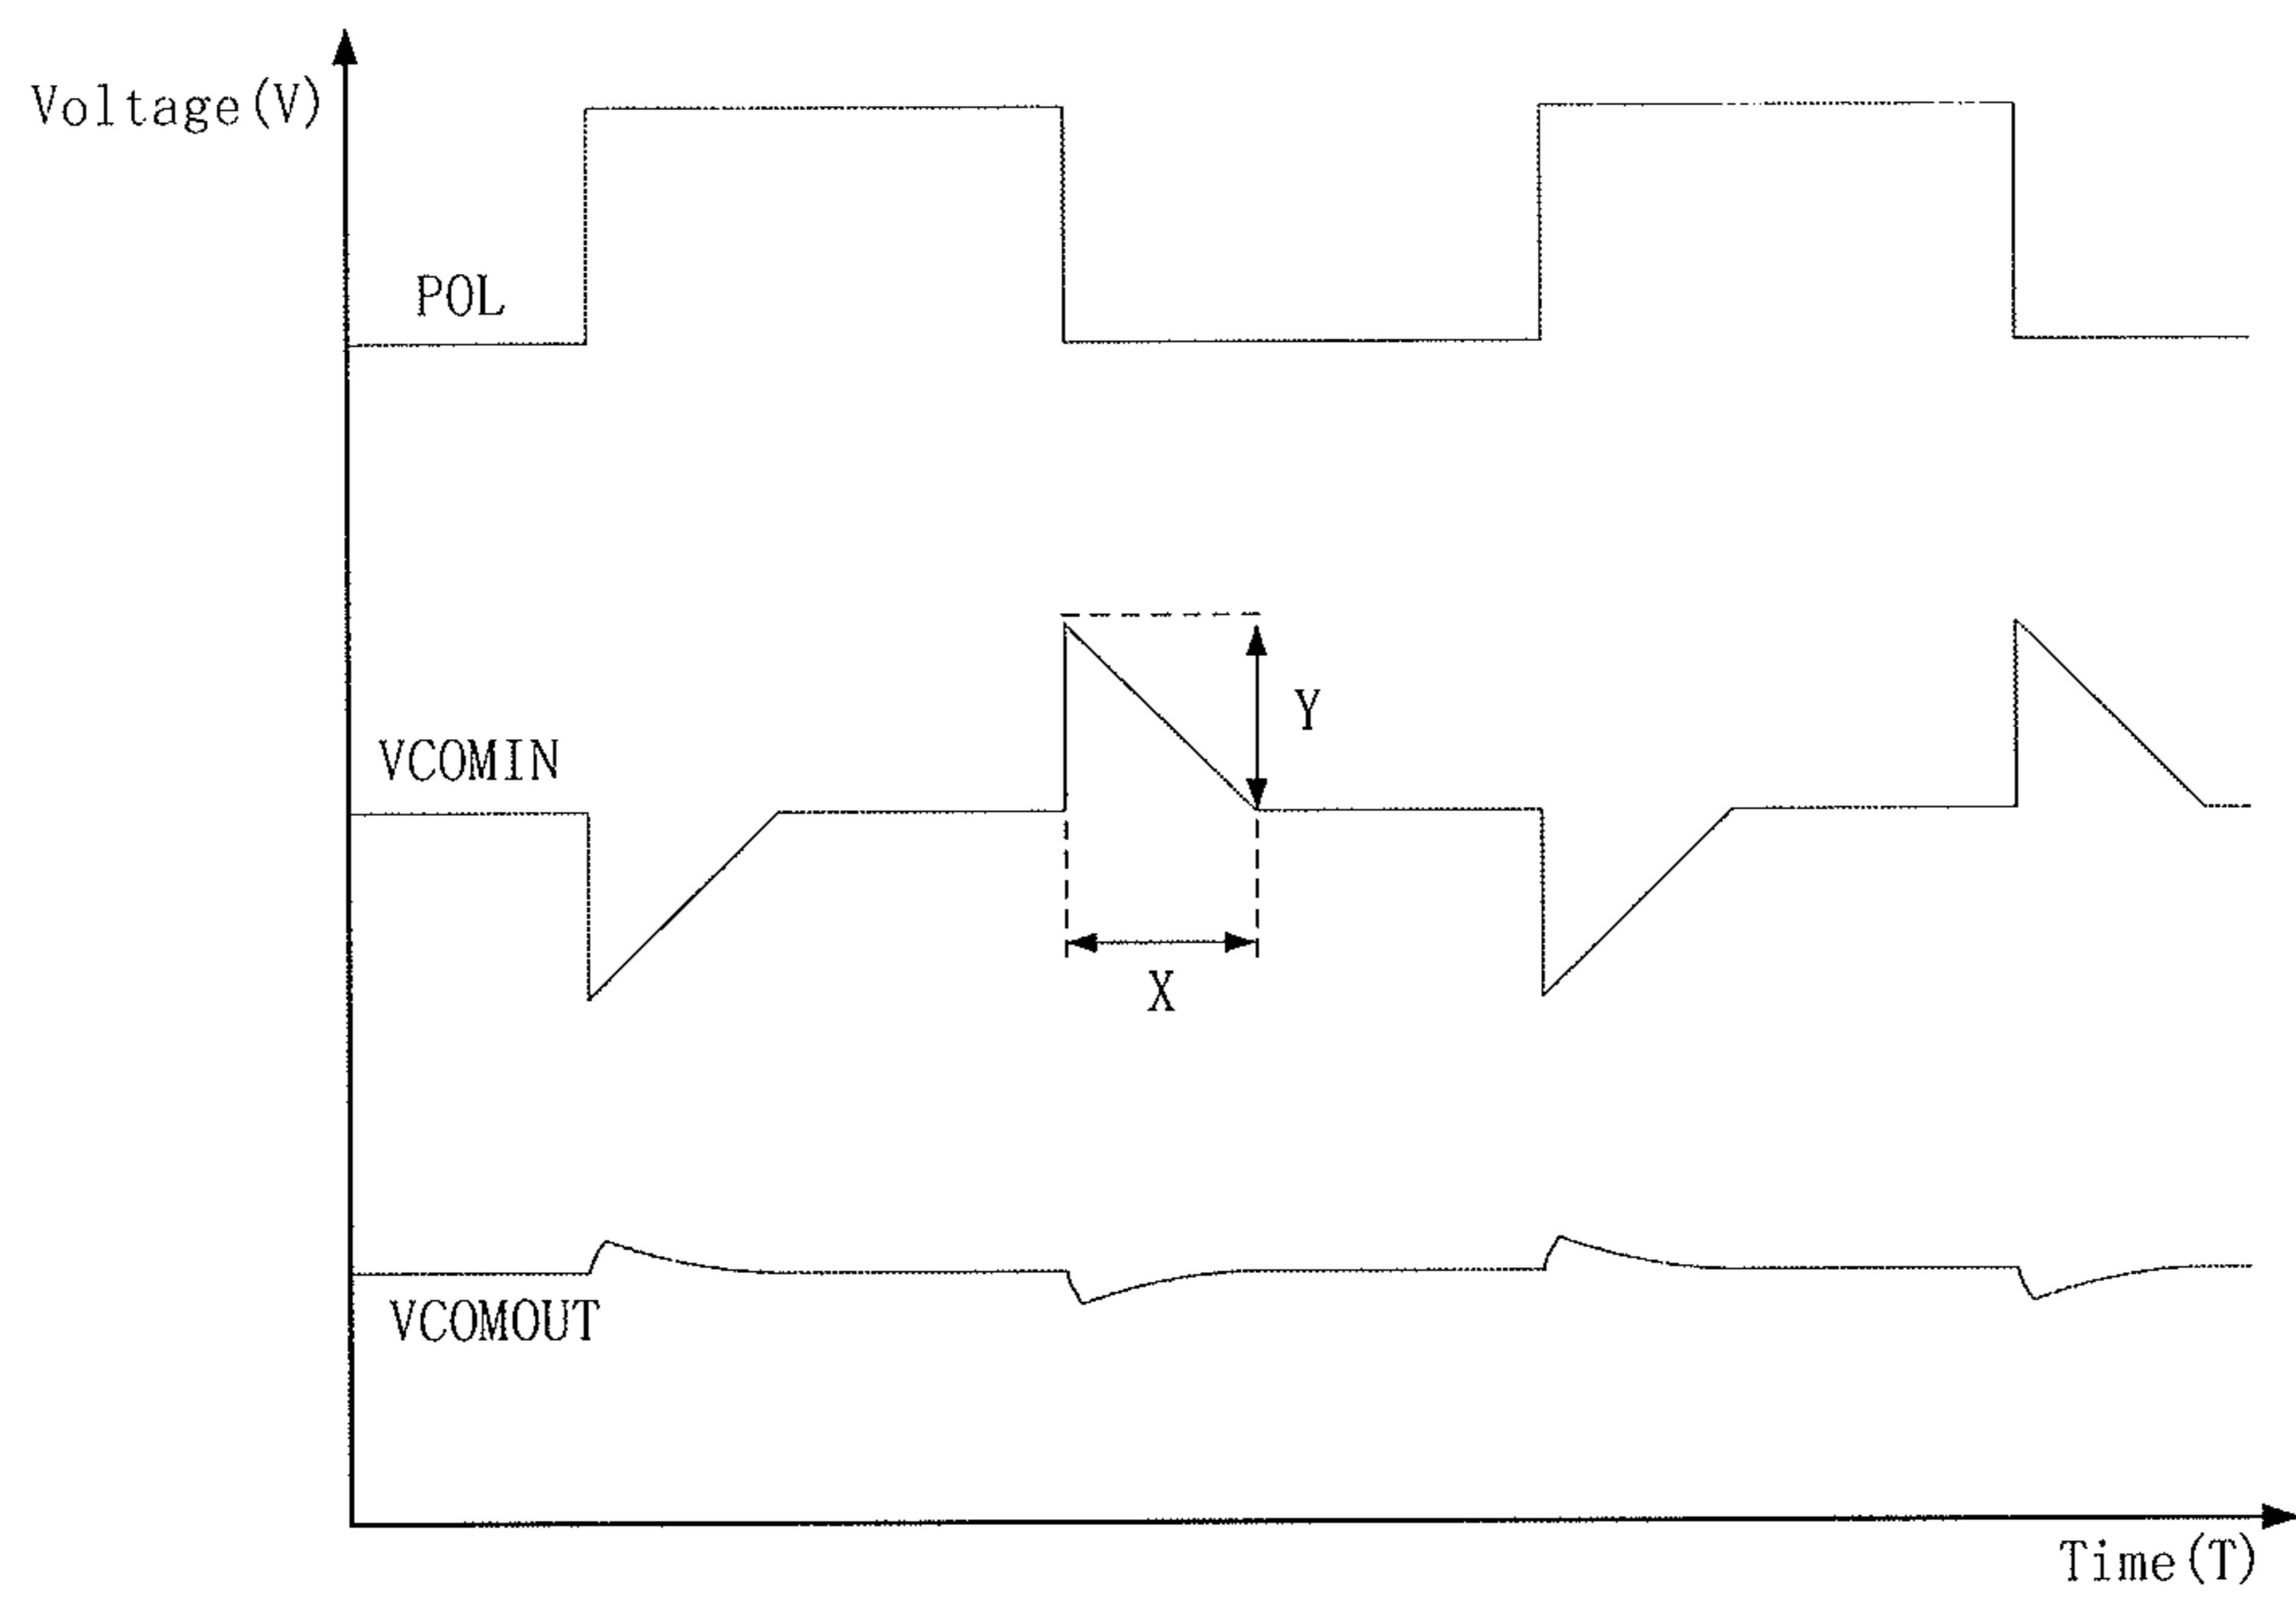 Voltage(V)
POL
VCOMIN
Y
X
VCOMOUT
Time(T)